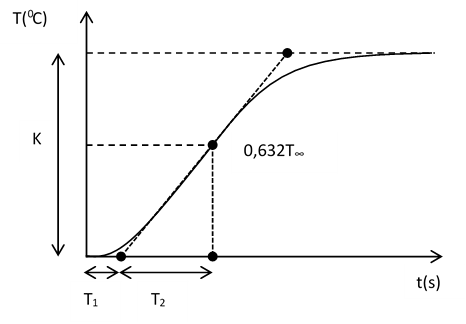 T(⁰C)
K
0,632T∞
t(s)
T₁
T₂